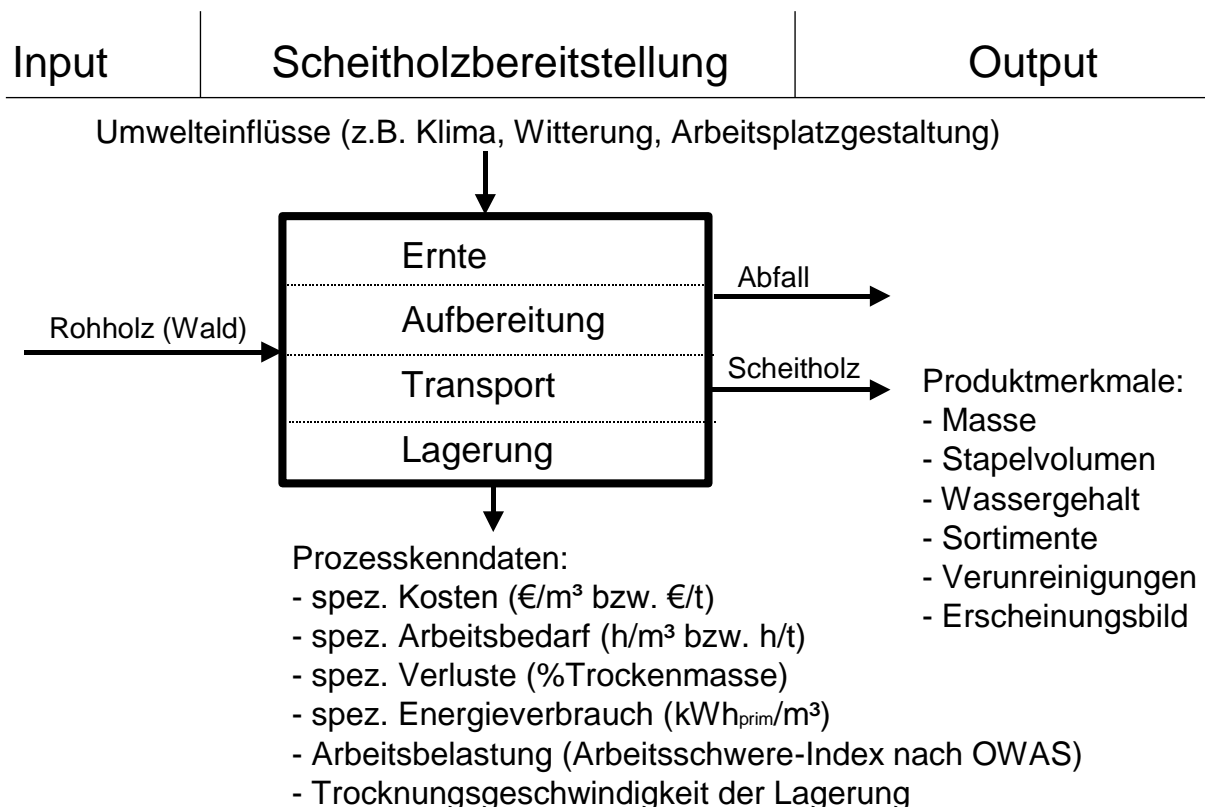 Input
Scheitholzbereitstellung
Output
Umwelteinflüsse (z.B. Klima, Witterung, Arbeitsplatzgestaltung)
Ernte
Abfall
Aufbereitung
Rohholz (Wald)
Transport
Scheitholz
Lagerung
Produktmerkmale:
- Masse
- Stapelvolumen
- Wassergehalt
- Sortimente
- Verunreinigungen
- Erscheinungsbild
Prozesskenndaten:
- spez. Kosten (€/m³ bzw. €/t)
- spez. Arbeitsbedarf (h/m³ bzw. h/t)
- spez. Verluste (%Trockenmasse)
- spez. Energieverbrauch (kWhprim/m³)
- Arbeitsbelastung (Arbeitsschwere-Index nach OWAS)
- Trocknungsgeschwindigkeit der Lagerung